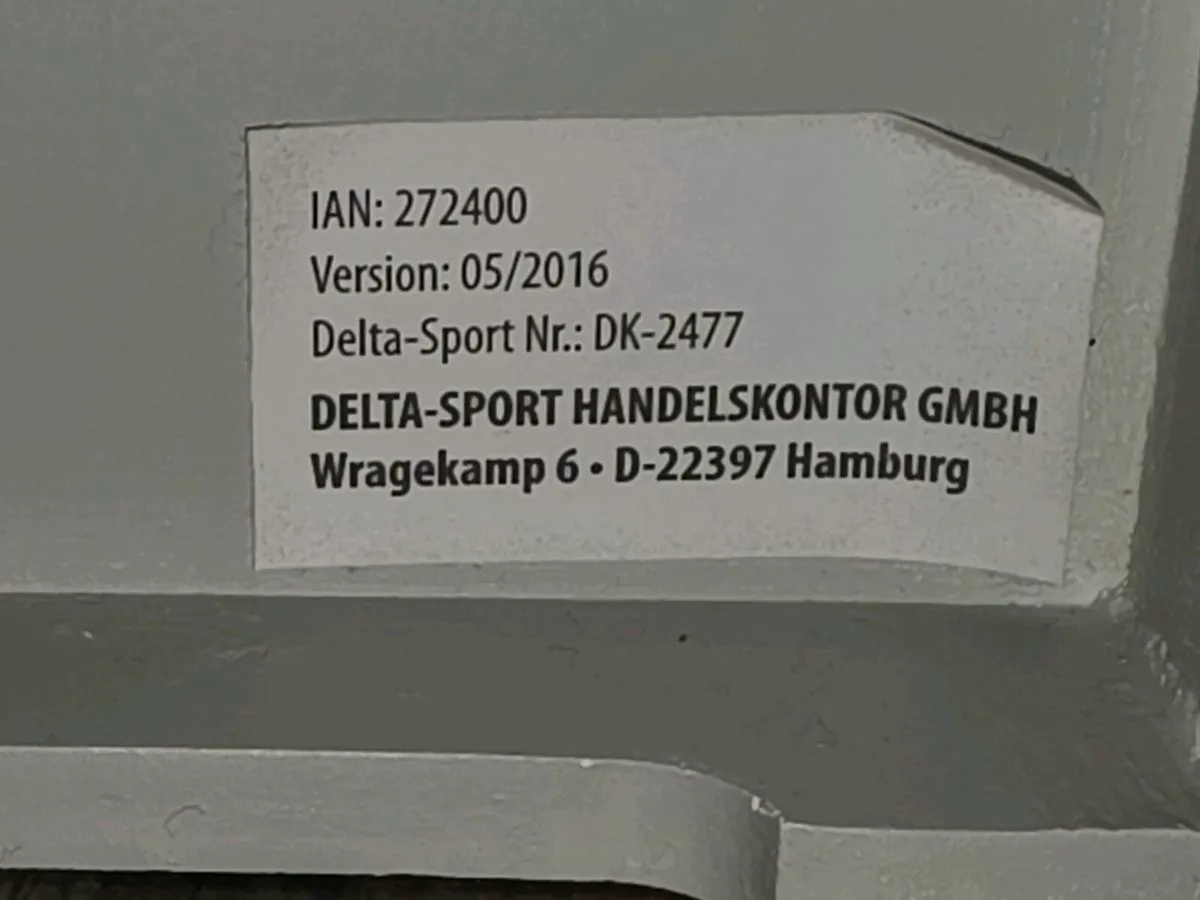 IAN: 272400
Version: 05/2016
Delta-Sport Nr.: DK-2477
DELTA-SPORT HANDELSKONTOR GMBH
Wragekamp 6 • D-22397 Hamburg